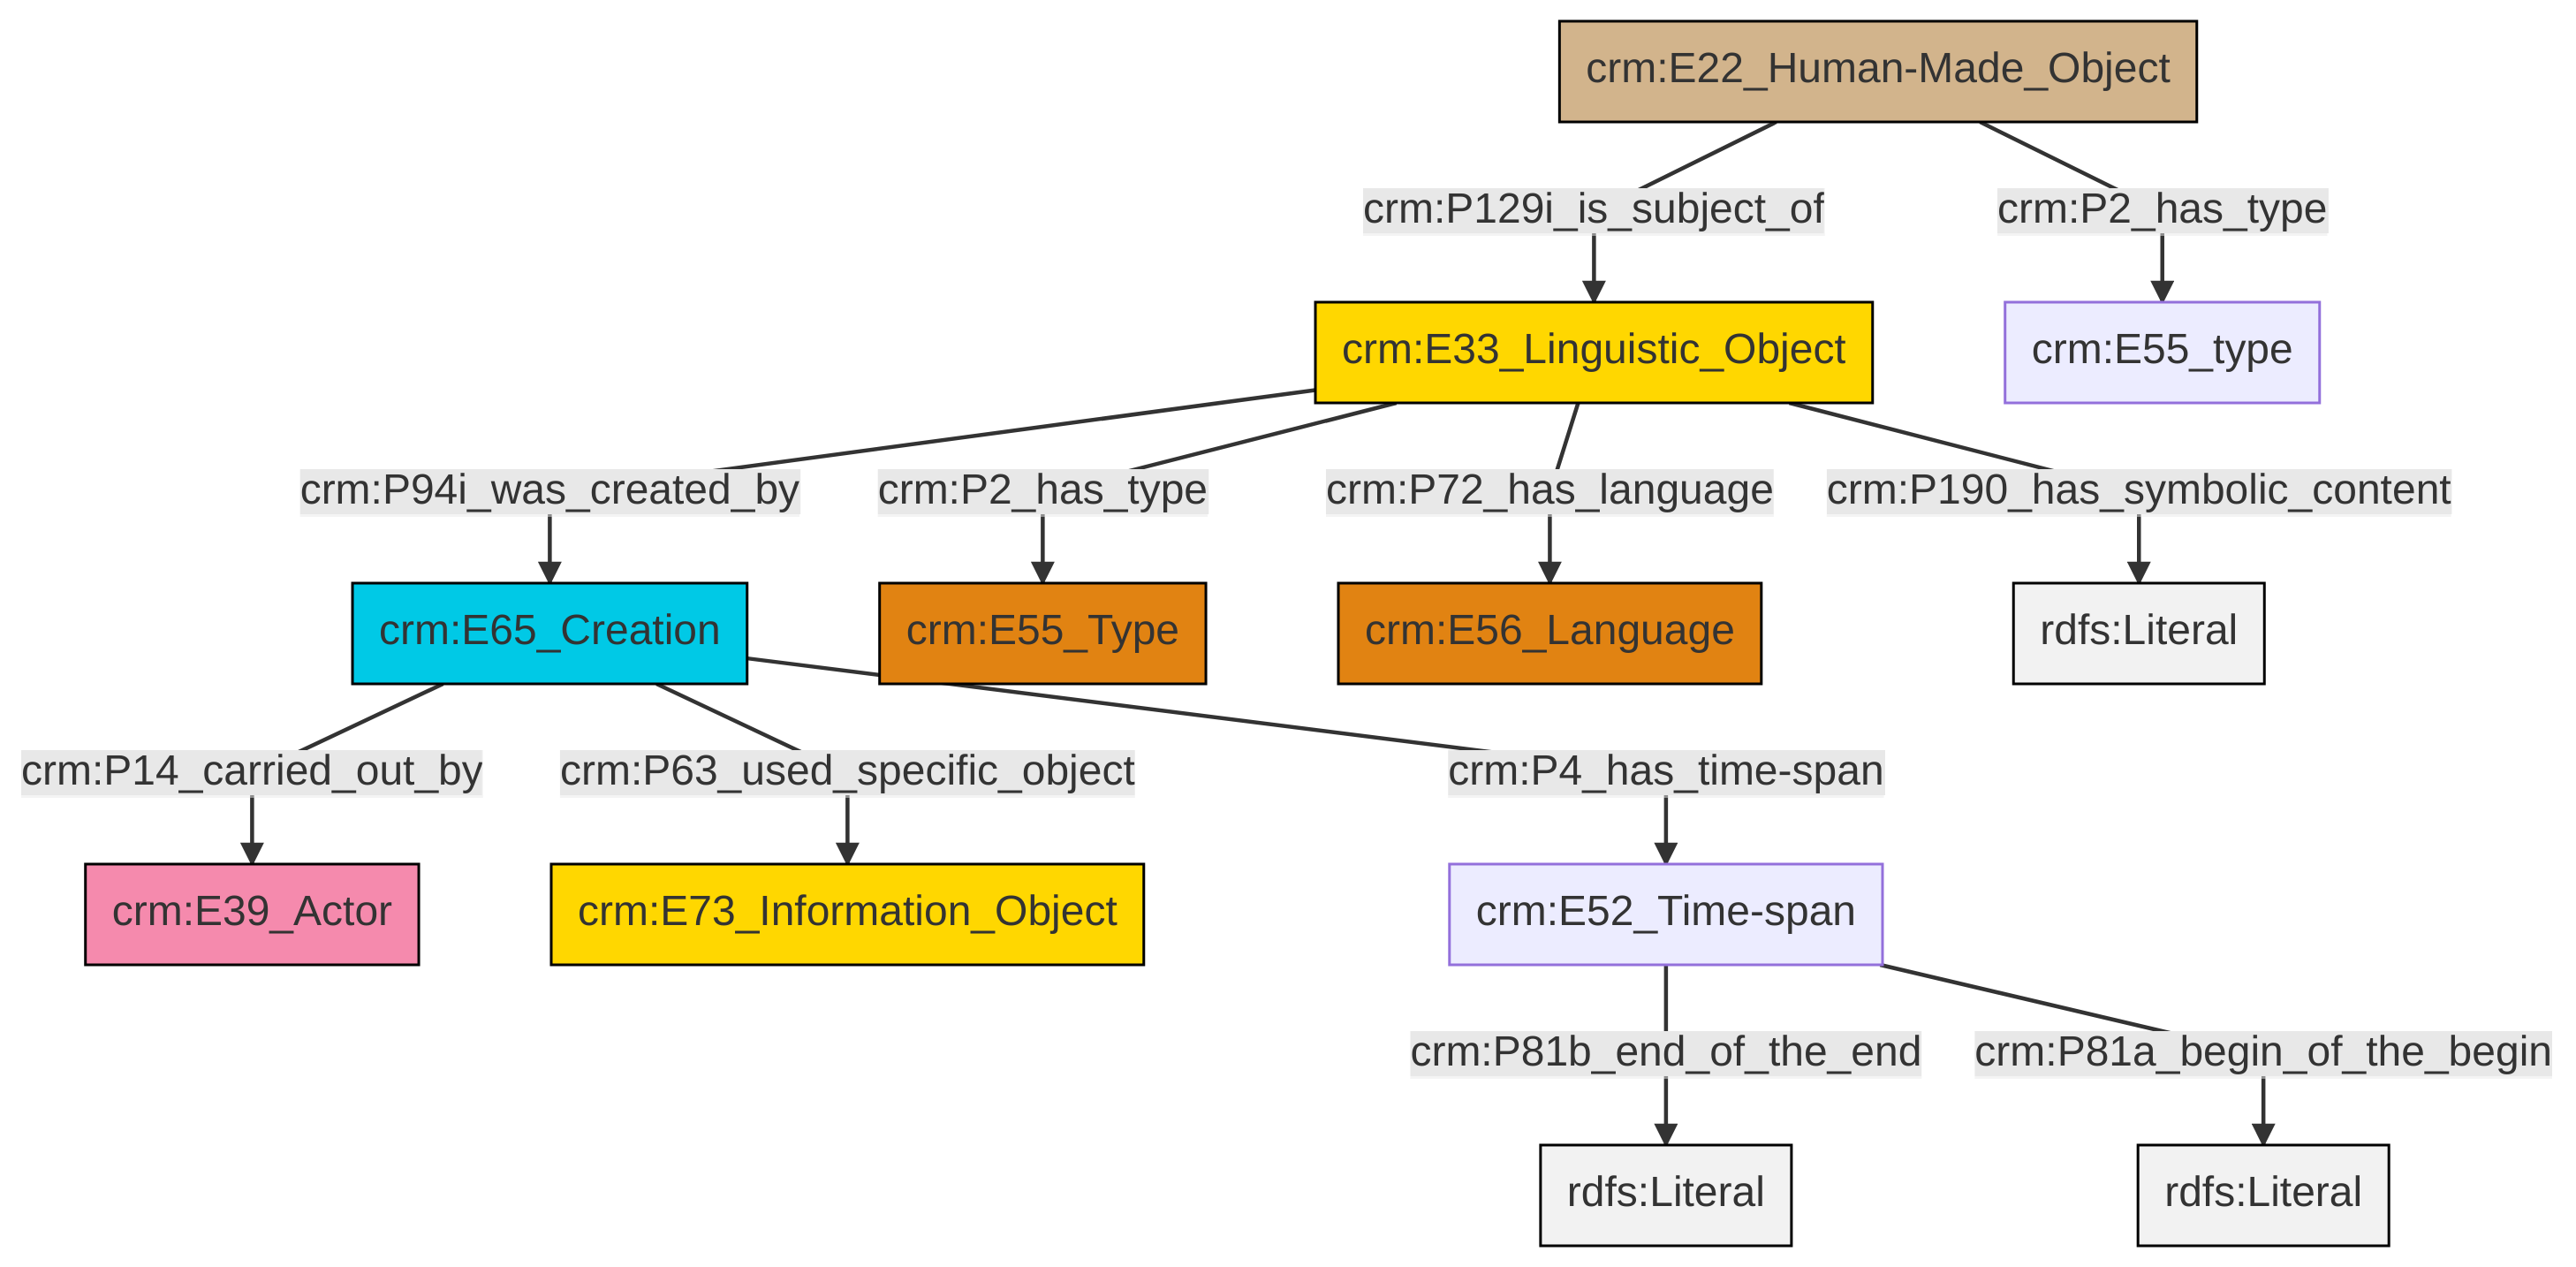 crm:E22_Human-Made_Object
crm:P129i_is_subject_of
crm:P2_has_type
crm:E33_Linguistic_Object
crm:E55_type
crm:P94i_was_created_by
crm:P2_has_type
crm:P72_has_language
crm:P190_has_symbolic_content
crm:E65_Creation
crm:E55_Type
crm:E56_Language
rdfs:Literal
crm:P14_carried_out_by
crm:P63_used_specific_object
crm:P4_has_time-span
crm:E39_Actor
crm:E73_Information_Object
crm:E52_Time-span
crm:P81b_end_of_the_end
crm:P81a_begin_of_the_begin
rdfs:Literal
rdfs:Literal